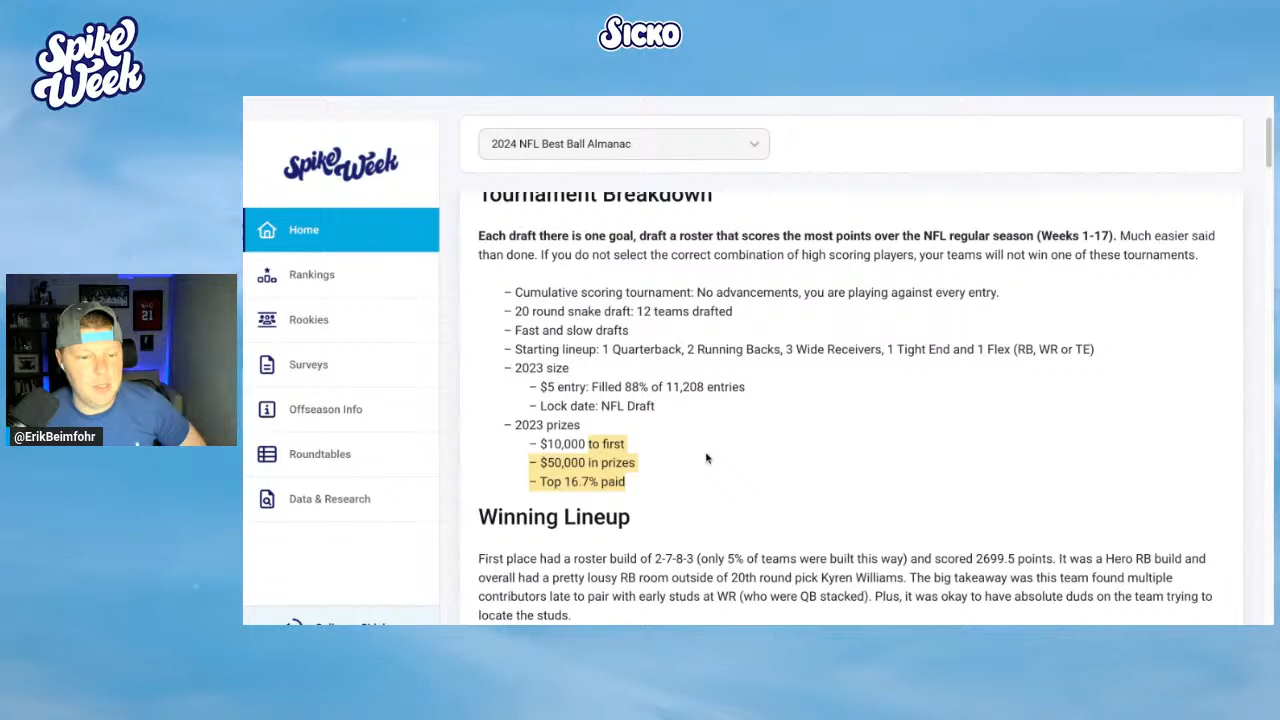 Spike
Week
SICKO
Spike Week
2024 NFL Best Ball Almanac
Home
Rankings
Rookies
Surveys
Offseason Info
Roundtables
Data & Research
Tournament Breakdown
Each draft there is one goal, draft a roster that scores the most points over the NFL regular season (Weeks 1-17). Much easier said
than done. If you do not select the correct combination of high scoring players, your teams will not win one of these tournaments.
– Cumulative scoring tournament: No advancements, you are playing against every entry.
– 20 round snake draft: 12 teams drafted
– Fast and slow drafts
– Starting lineup: 1 Quarterback, 2 Running Backs, 3 Wide Receivers, 1 Tight End and 1 Flex (RB, WR or TE)
– 2023 size
– $5 entry: Filled 88% of 11,208 entries
– Lock date: NFL Draft
– 2023 prizes
– $10,000 to first
– $50,000 in prizes
– Top 16.7% paid
Winning Lineup
First place had a roster build of 2-7-8-3 (only 5% of teams were built this way) and scored 2699.5 points. It was a Hero RB build and
overall had a pretty lousy RB room outside of 20th round pick Kyren Williams. The big takeaway was this team found multiple
contributors late to pair with early studs at WR (who were QB stacked). Plus, it was okay to have absolute duds on the team trying to
locate the studs.
21
@ErikBeimfohr